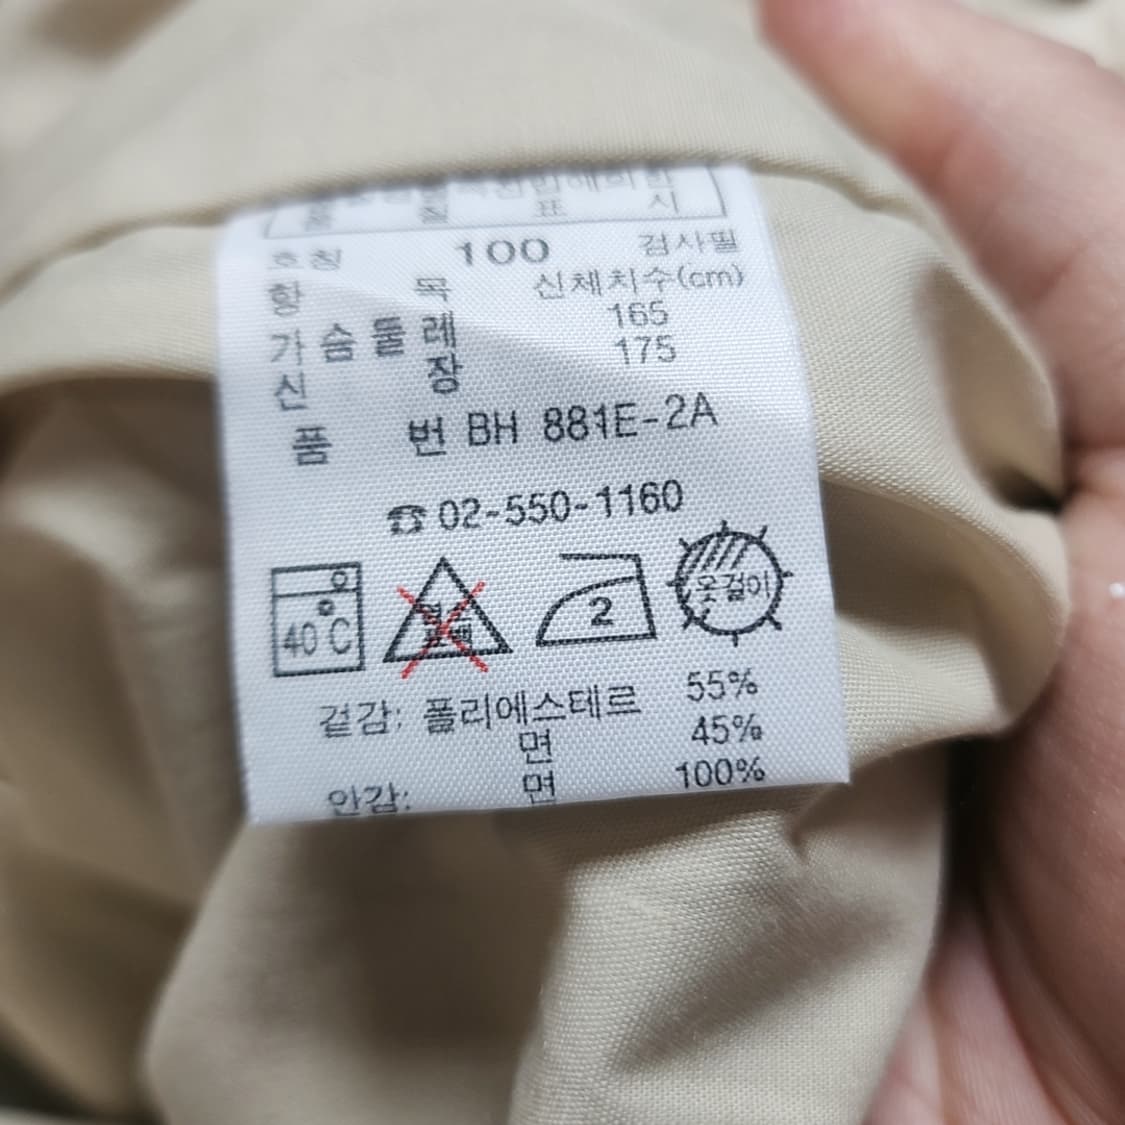 표 시
호칭 100 검사필
항 목 신체치수(cm)
가 슴 둘 레 165
신 장 175
품 번 BH 881E-2A
☎ 02-550-1160
40℃
2
옷걸이
겉감: 폴리에스테르 55%
면 45%
안감: 면 100%